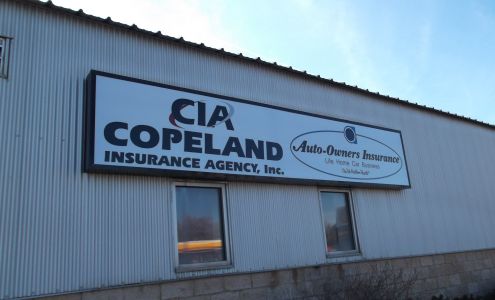 CIA
COPELAND
INSURANCE AGENCY, Inc.
Auto-Owners Insurance
Life Home Car Business